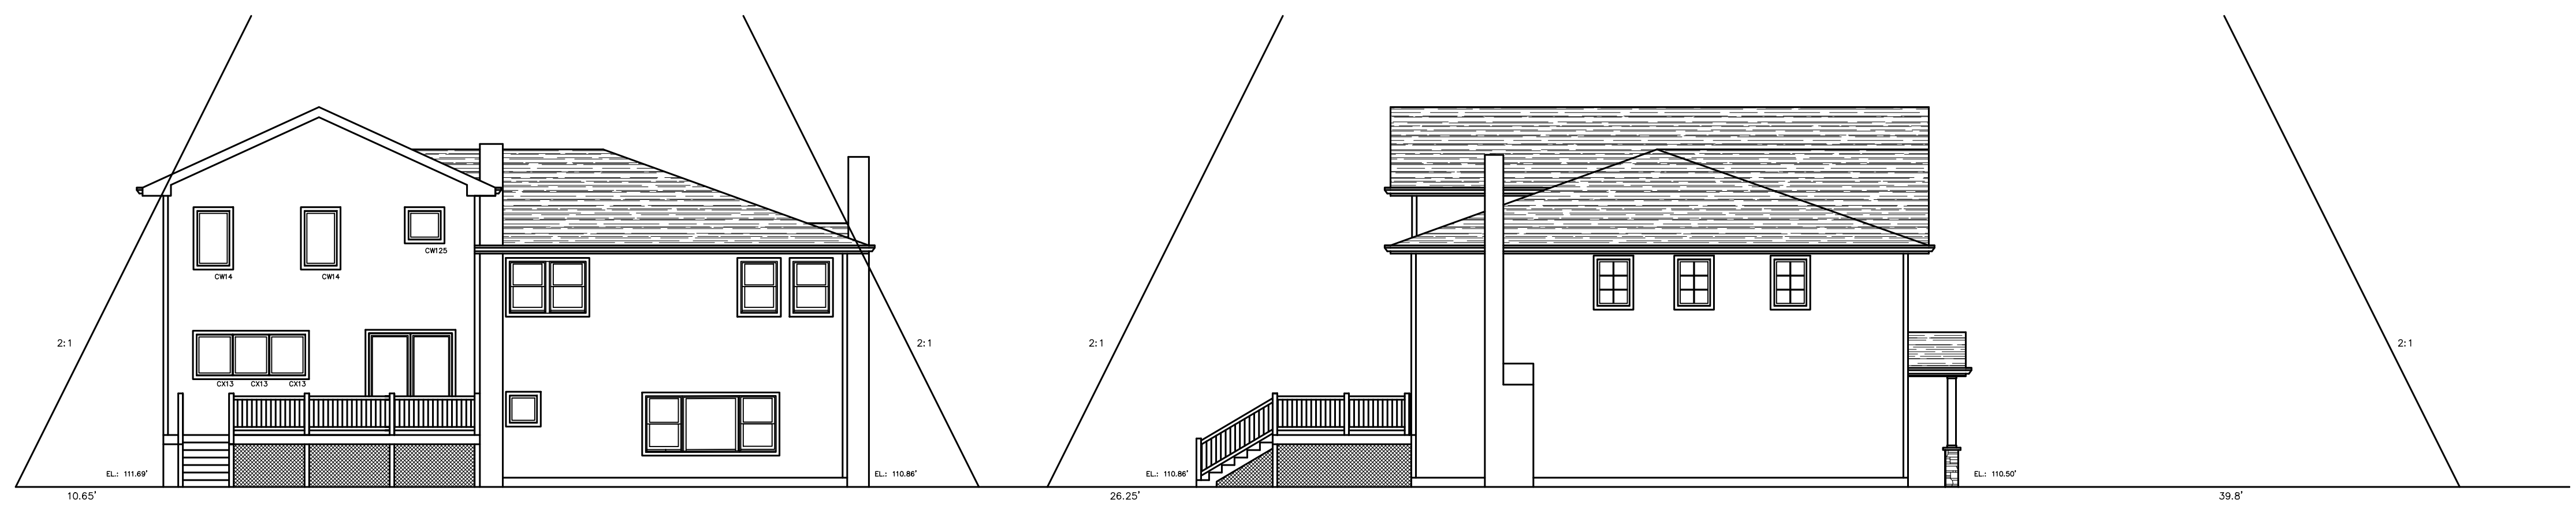 CW125
CW14
CW14
2:1
2:1
2:1
2:1
CX13 CX13 CX13
EL.: 111.69'
EL.: 110.86'
EL.: 110.86'
EL.: 110.50'
10.65'
26.25'
39.8'